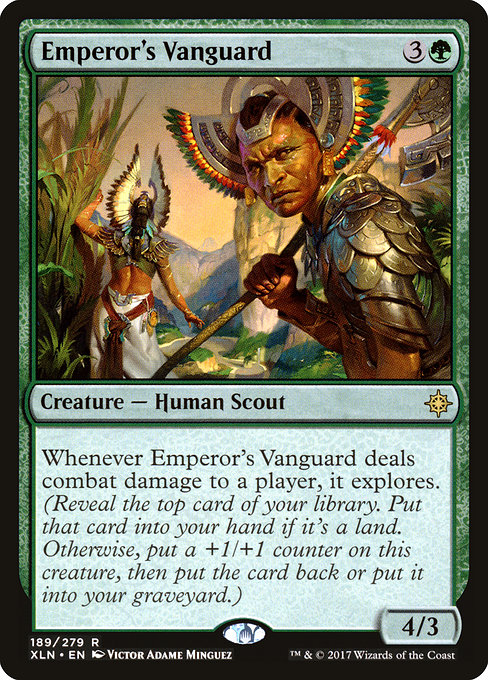 Emperor's Vanguard 3
Creature — Human Scout
Whenever Emperor's Vanguard deals
combat damage to a player, it explores.
(Reveal the top card of your library. Put
that card into your hand if it's a land.
Otherwise, put a +1/+1 counter on this
creature, then put the card back or put it
into your graveyard.)
4/3
189/279 R
XLN • EN Victor Adame Minguez
™ & © 2017 Wizards of the Coast